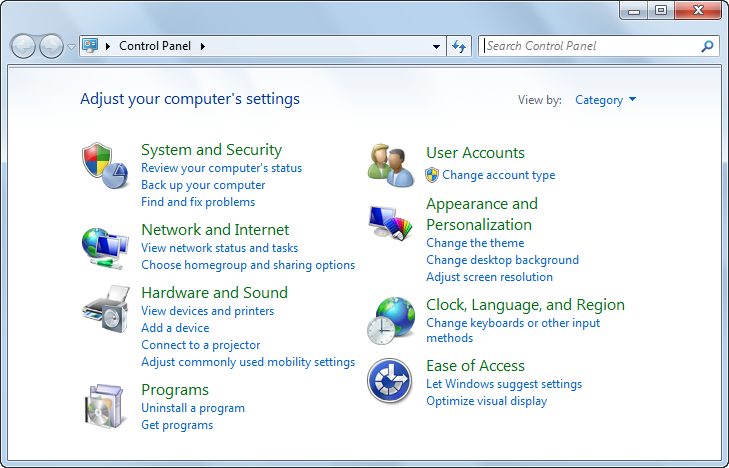 Control Panel
Search Control Panel
Adjust your computer's settings
View by: Category
System and Security
Review your computer's status
Back up your computer
Find and fix problems
Network and Internet
View network status and tasks
Choose homegroup and sharing options
Hardware and Sound
View devices and printers
Add a device
Connect to a projector
Adjust commonly used mobility settings
Programs
Uninstall a program
Get programs
User Accounts
Change account type
Appearance and
Personalization
Change the theme
Change desktop background
Adjust screen resolution
Clock, Language, and Region
Change keyboards or other input
methods
Ease of Access
Let Windows suggest settings
Optimize visual display